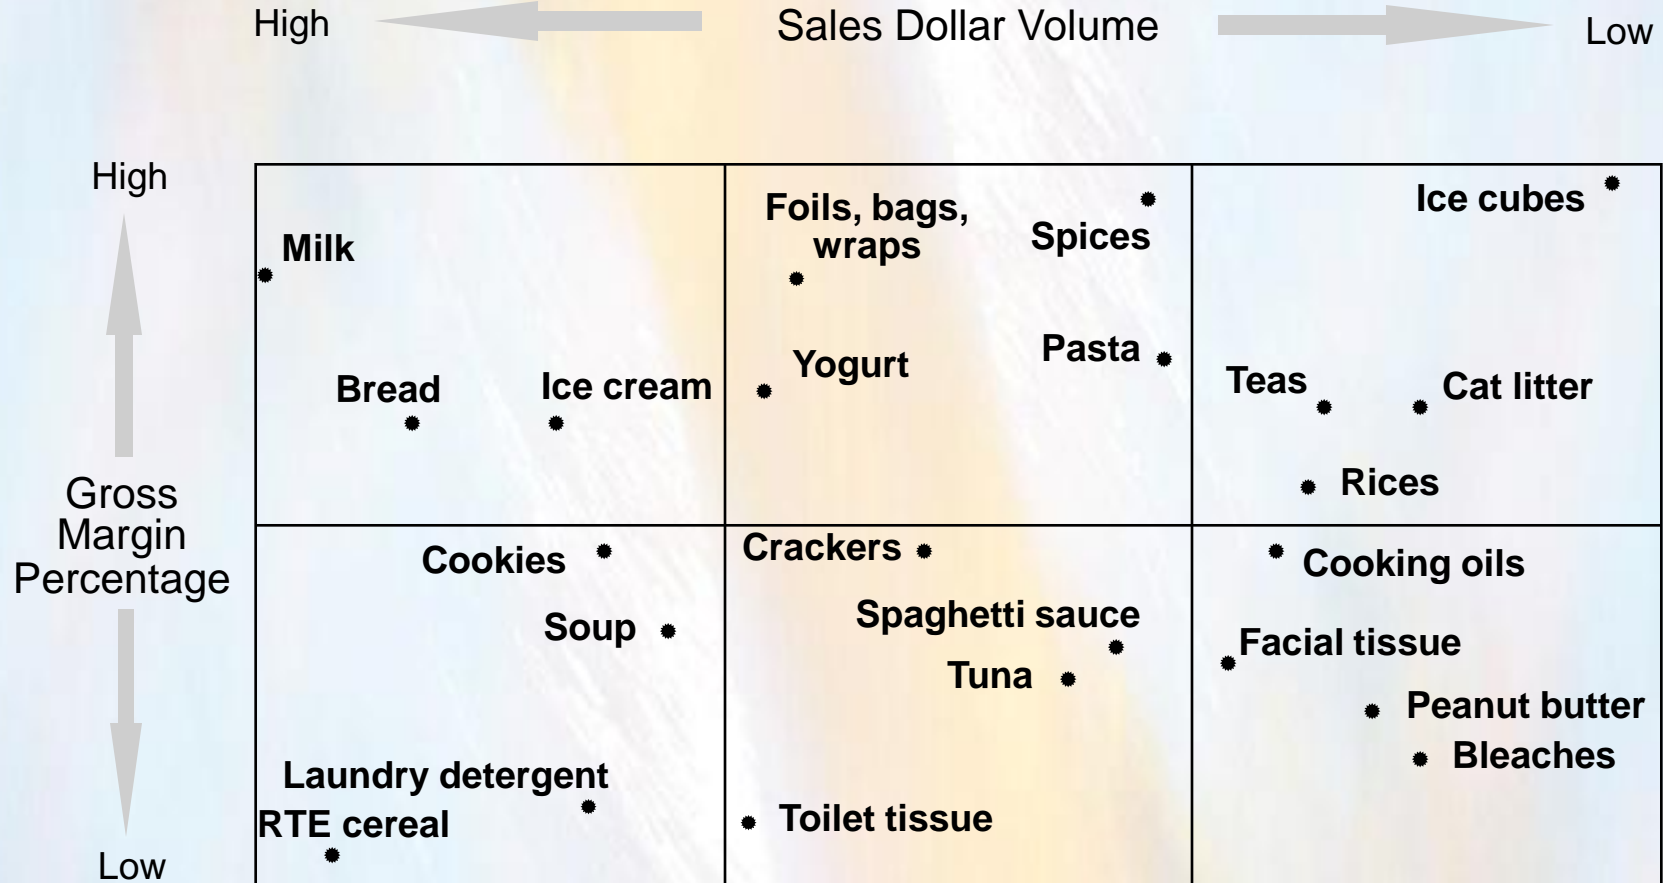 High
Sales Dollar Volume
Low
High
Milk
Foils, bags,
wraps
Spices
Ice cubes
Bread
Ice cream
Yogurt
Pasta
Teas
Cat litter
Rices
Gross
Margin
Percentage
Cookies
Crackers
Cooking oils
Soup
Spaghetti sauce
Facial tissue
Tuna
Peanut butter
Bleaches
Laundry detergent
RTE cereal
Toilet tissue
Low